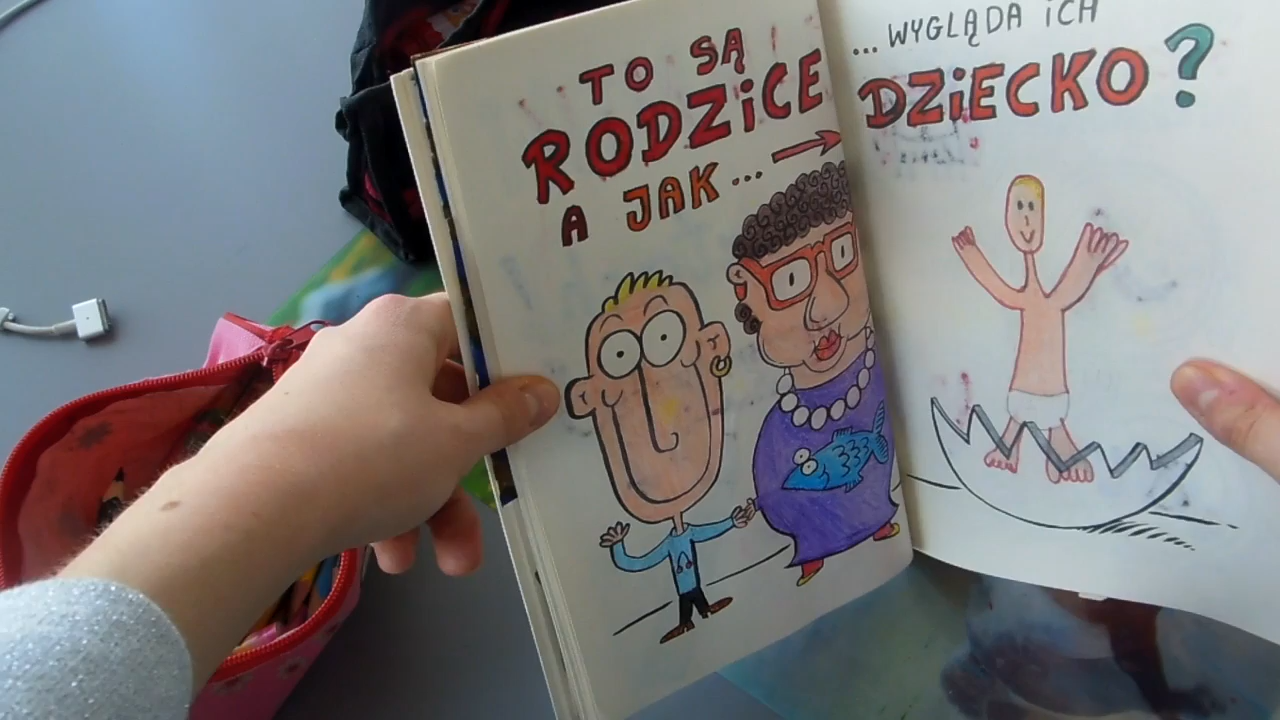 TO SĄ
RODZiCE
A JAK...
...WYGLĄDA iCH
DZiECKO?